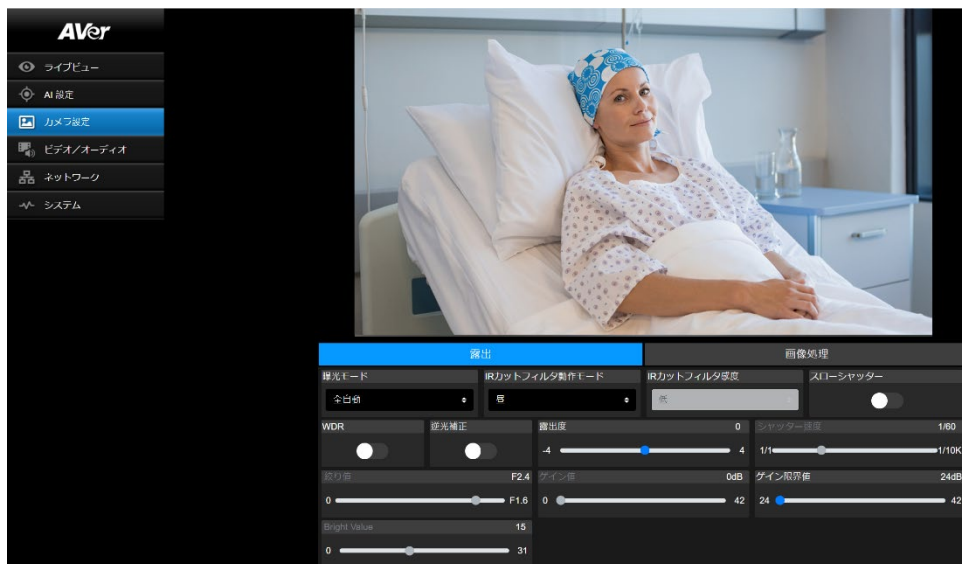 AVer
ライブビュー
AI 設定
カメラ設定
ビデオ/オーディオ
ネットワーク
システム
露出 画像処理
曝光モード IRカットフィルタ動作モード IRカットフィルタ感度 スローシャッター
全自動 昼 低
WDR 逆光補正 露出度 0 シャッター速度 1/60
-4 4 1/1 1/10K
絞り値 F2.4 ゲイン値 0dB ゲイン限界値 24dB
0 F1.6 0 42 24 42
Bright Value 15
0 31